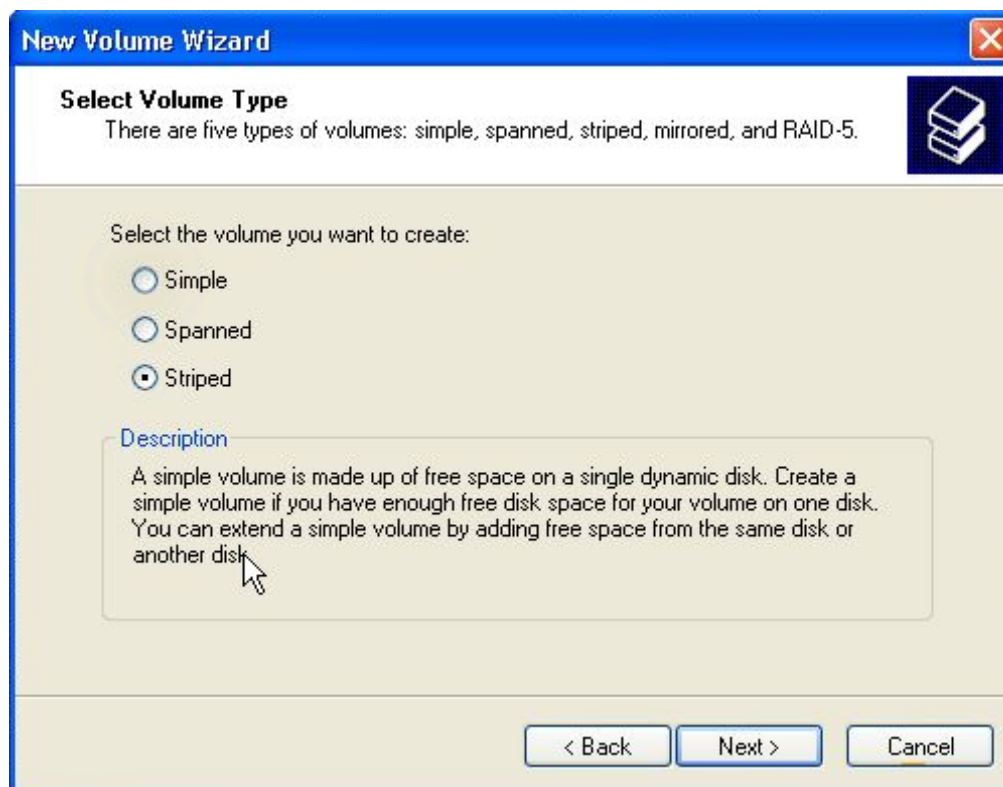 New Volume Wizard
Select Volume Type
There are five types of volumes: simple, spanned, striped, mirrored, and RAID-5.
Select the volume you want to create:
Simple
Spanned
Striped
Description
A simple volume is made up of free space on a single dynamic disk. Create a
simple volume if you have enough free disk space for your volume on one disk.
You can extend a simple volume by adding free space from the same disk or
another disk.
< Back Next > Cancel